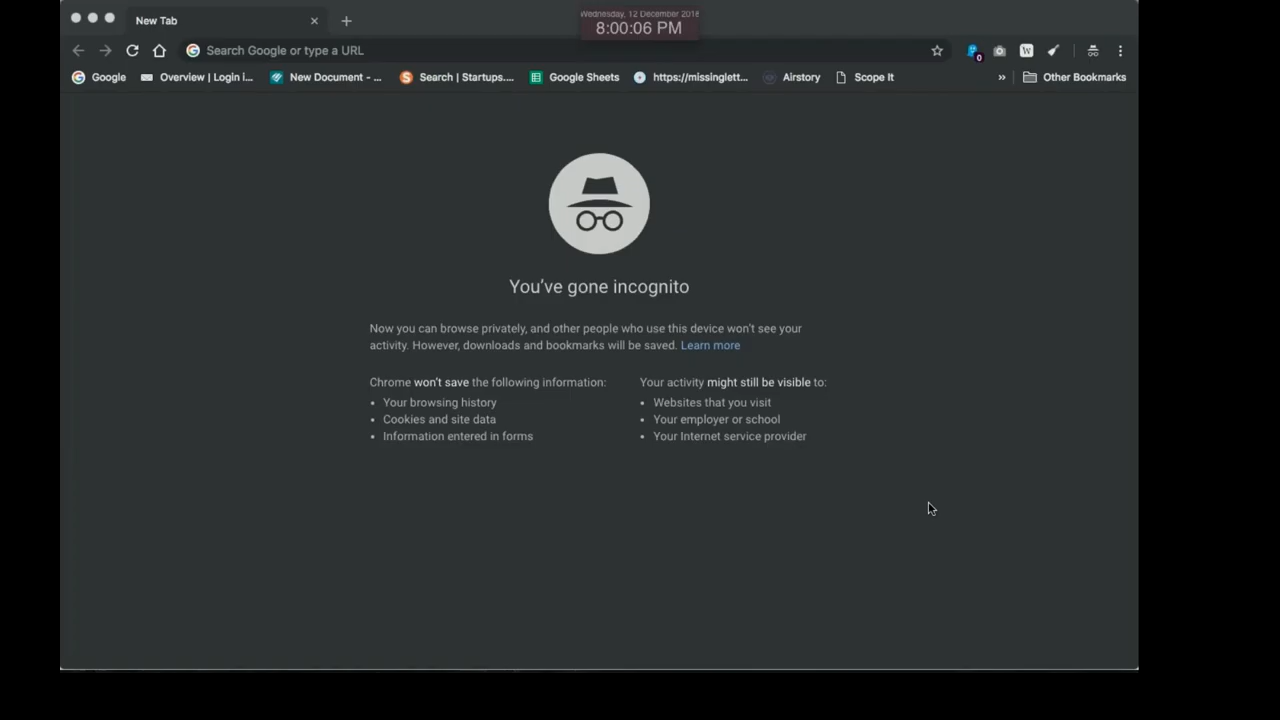 New Tab
Wednesday, 12 December 2018
8:00:06 PM
Search Google or type a URL
0
W
Google
Overview | Login i...
New Document - ...
S
Search | Startups....
Google Sheets
https://missinglett...
Airstory
Scope It
»
Other Bookmarks
You've gone incognito
Now you can browse privately, and other people who use this device won't see your
activity. However, downloads and bookmarks will be saved. Learn more
Chrome won't save the following information:
• Your browsing history
• Cookies and site data
• Information entered in forms
Your activity might still be visible to:
• Websites that you visit
• Your employer or school
• Your Internet service provider